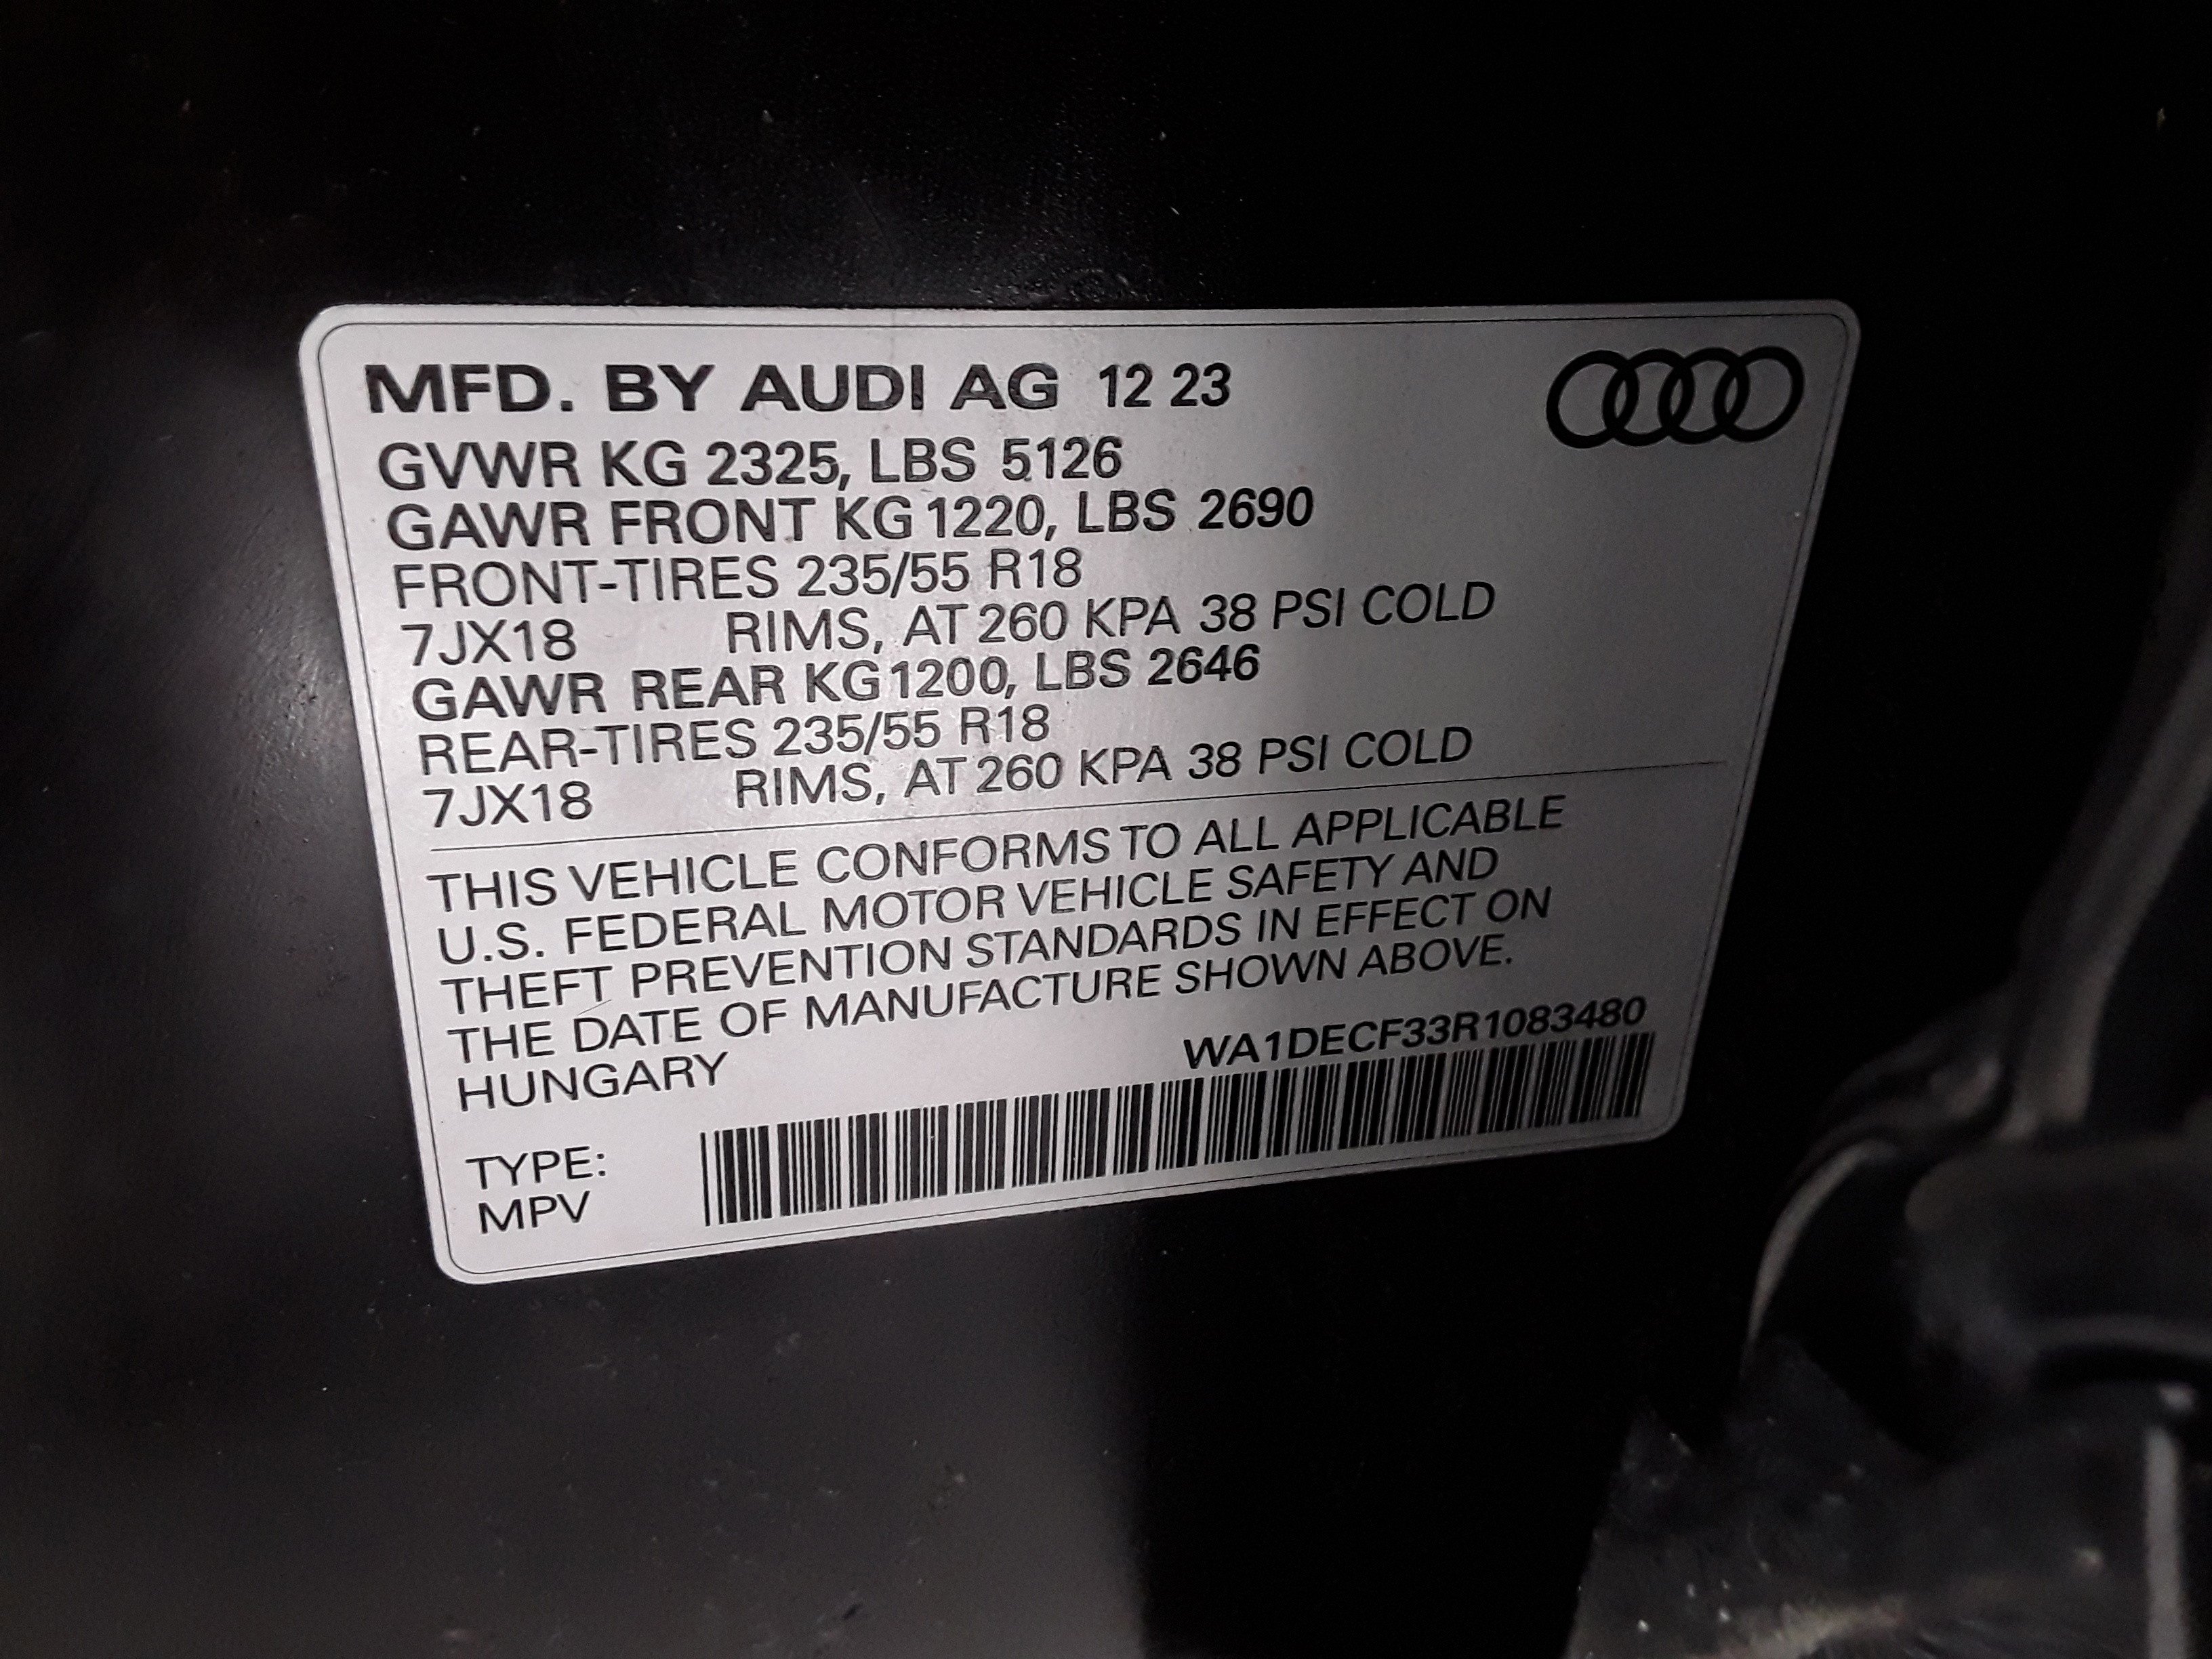 MFD. BY AUDI AG 12 23
GVWR KG 2325, LBS 5126
GAWR FRONT KG 1220, LBS 2690
FRONT-TIRES 235/55 R18
7JX18 RIMS, AT 260 KPA 38 PSI COLD
GAWR REAR KG 1200, LBS 2646
REAR-TIRES 235/55 R18
7JX18 RIMS, AT 260 KPA 38 PSI COLD
THIS VEHICLE CONFORMS TO ALL APPLICABLE
U.S. FEDERAL MOTOR VEHICLE SAFETY AND
THEFT PREVENTION STANDARDS IN EFFECT ON
THE DATE OF MANUFACTURE SHOWN ABOVE.
HUNGARY
WA1DECF33R1083480
TYPE:
MPV